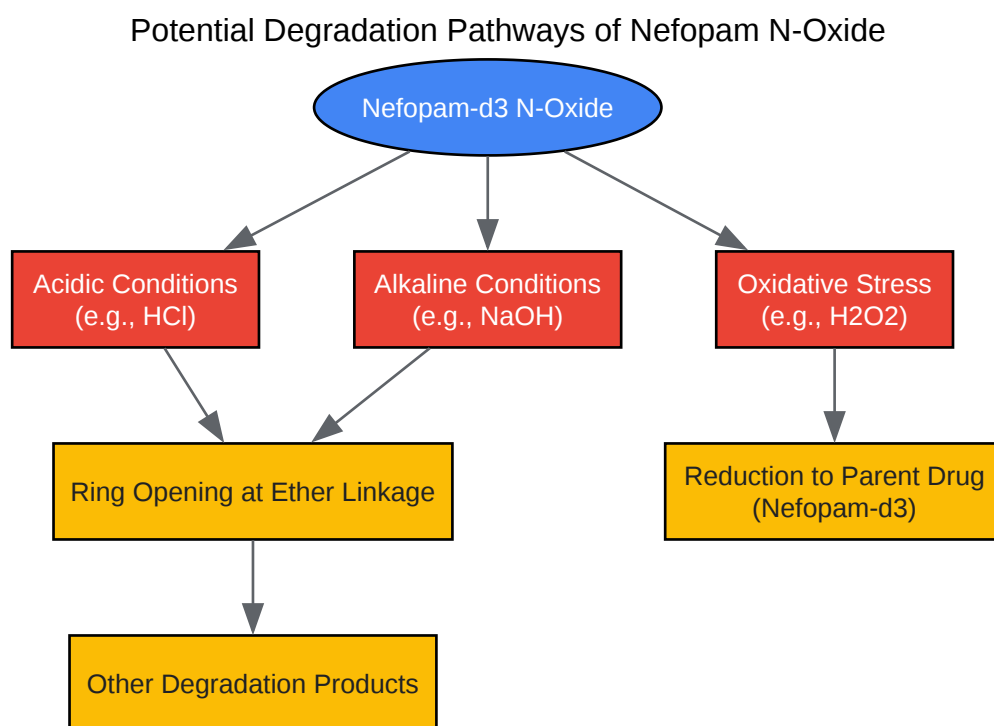 Potential Degradation Pathways of Nefopam N-Oxide
Nefopam-d3 N-Oxide
Acidic Conditions
(e.g., HCl)
Alkaline Conditions
(e.g., NaOH)
Oxidative Stress
(e.g., H2O2)
Ring Opening at Ether Linkage
Reduction to Parent Drug
(Nefopam-d3)
Other Degradation Products